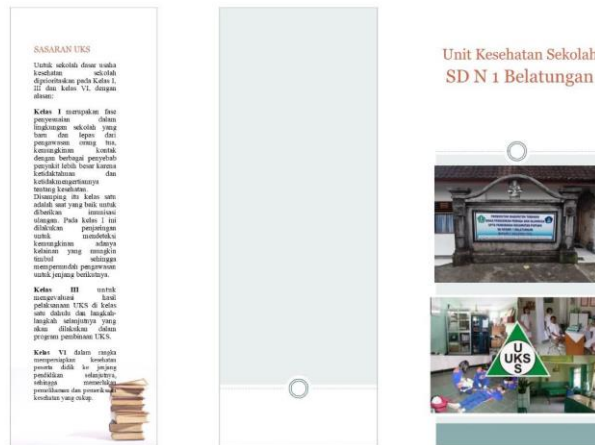 SASARAN UKS
Untuk sekolah dasar usaha
kesehatan sekolah
diprioritaskan pada Kelas I,
III dan kelas VI, dengan
alasan:
Kelas I merupakan fase
penyesuaian dalam
lingkungan sekolah yang
baru dan lepas dari
pengawasan orang tua,
kemungkinan kontak
dengan berbagai penyebab
penyakit lebih besar karena
ketidaktahuan dan
ketidakmengertiannya
tentang kesehatan.
Disamping itu kelas satu
adalah saat yang baik untuk
diberikan imunisasi
ulangan. Pada kelas 1 ini
dilakukan penjaringan
untuk mendeteksi
kemungkinan adanya
kelainan yang mungkin
timbul sehingga
mempermudah pengawasan
untuk jenjang berikutnya.
Kelas III untuk
mengevaluasi hasil
pelaksanaan UKS di kelas
satu dahulu dan langkah-
langkah selanjutnya yang
akan dilakukan dalam
program pembinaan UKS.
Kelas VI dalam rangka
mempersiapkan kesehatan
peserta didik ke jenjang
pendidikan selanjutnya,
sehingga memerlukan
pemeliharaan dan pemeriksaan
kesehatan yang cukup.
Unit Kesehatan Sekolah
SD N 1 Belatungan
U
UKS
S